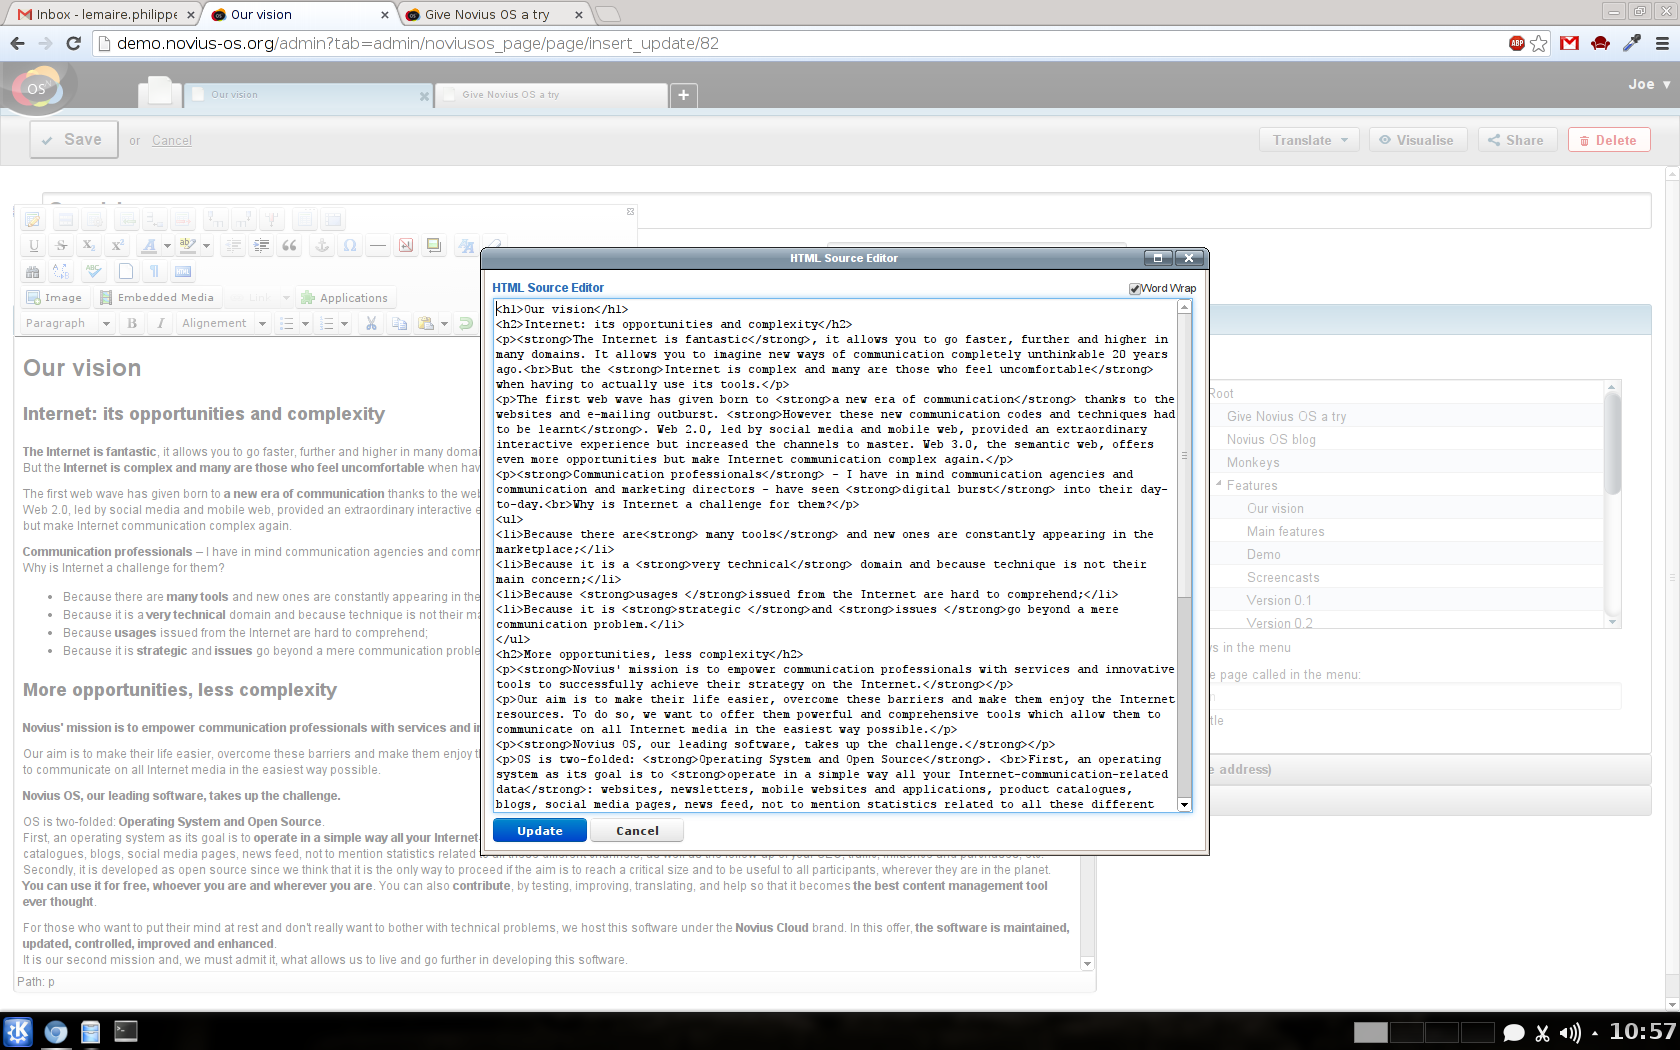 Inbox - lemaire.philippe
Our vision
Give Novius OS a try
demo.novius-os.org/admin?tab=admin/noviusos_page/page/insert_update/82
ABP
OS
Our vision
Give Novius OS a try
+
Joe
Save or Cancel
Translate
Visualise
Share
Delete
Image
Embedded Media
Link
Applications
Paragraph
B I
Alignement
Our vision
Internet: its opportunities and complexity
The Internet is fantastic, it allows you to go faster, further and higher in many domai
But the Internet is complex and many are those who feel uncomfortable when hav
The first web wave has given born to a new era of communication thanks to the web
Web 2.0, led by social media and mobile web, provided an extraordinary interactive e
but make Internet communication complex again.
Communication professionals – I have in mind communication agencies and comm
Why is Internet a challenge for them?
Because there are many tools and new ones are constantly appearing in the
Because it is a very technical domain and because technique is not their ma
Because usages issued from the Internet are hard to comprehend;
Because it is strategic and issues go beyond a mere communication proble
More opportunities, less complexity
Novius' mission is to empower communication professionals with services and in
Our aim is to make their life easier, overcome these barriers and make them enjoy th
to communicate on all Internet media in the easiest way possible.
Novius OS, our leading software, takes up the challenge.
OS is two-folded: Operating System and Open Source.
First, an operating system as its goal is to operate in a simple way all your Internet-
catalogues, blogs, social media pages, news feed, not to mention statistics related to all these different channels, as well as the follow-up of your SEO, traffic, influence and purchases, etc.
Secondly, it is developed as open source since we think that it is the only way to proceed if the aim is to reach a critical size and to be useful to all participants, wherever they are in the planet.
You can use it for free, whoever you are and wherever you are. You can also contribute, by testing, improving, translating, and help so that it becomes the best content management tool
ever thought.
For those who want to put their mind at rest and don't really want to bother with technical problems, we host this software under the Novius Cloud brand. In this offer, the software is maintained,
updated, controlled, improved and enhanced.
It is our second mission and, we must admit it, what allows us to live and go further in developing this software.
Path: p
HTML Source Editor
HTML Source Editor
Word Wrap
<h1>Our vision</h1>
<h2>Internet: its opportunities and complexity</h2>
<p><strong>The Internet is fantastic</strong>, it allows you to go faster, further and higher in
many domains. It allows you to imagine new ways of communication completely unthinkable 20 years
ago.<br>But the <strong>Internet is complex and many are those who feel uncomfortable</strong>
when having to actually use its tools.</p>
<p>The first web wave has given born to <strong>a new era of communication</strong> thanks to the
websites and e-mailing outburst. <strong>However these new communication codes and techniques had
to be learnt</strong>. Web 2.0, led by social media and mobile web, provided an extraordinary
interactive experience but increased the channels to master. Web 3.0, the semantic web, offers
even more opportunities but make Internet communication complex again.</p>
<p><strong>Communication professionals</strong> – I have in mind communication agencies and
communication and marketing directors – have seen <strong>digital burst</strong> into their day-
to-day.<br>Why is Internet a challenge for them?</p>
<ul>
<li>Because there are<strong> many tools</strong> and new ones are constantly appearing in the
marketplace;</li>
<li>Because it is a <strong>very technical</strong> domain and because technique is not their
main concern;</li>
<li>Because <strong>usages </strong>issued from the Internet are hard to comprehend;</li>
<li>Because it is <strong>strategic </strong>and <strong>issues </strong>go beyond a mere
communication problem.</li>
</ul>
<h2>More opportunities, less complexity</h2>
<p><strong>Novius' mission is to empower communication professionals with services and innovative
tools to successfully achieve their strategy on the Internet.</strong></p>
<p>Our aim is to make their life easier, overcome these barriers and make them enjoy the Internet
resources. To do so, we want to offer them powerful and comprehensive tools which allow them to
communicate on all Internet media in the easiest way possible.</p>
<p><strong>Novius OS, our leading software, takes up the challenge.</strong></p>
<p>OS is two-folded: <strong>Operating System and Open Source</strong>. <br>First, an operating
system as its goal is to <strong>operate in a simple way all your Internet-communication-related
data</strong>: websites, newsletters, mobile websites and applications, product catalogues,
blogs, social media pages, news feed, not to mention statistics related to all these different
Update
Cancel
Root
Give Novius OS a try
Novius OS blog
Monkeys
Features
Our vision
Main features
Demo
Screencasts
Version 0.1
Version 0.2
s in the menu
e page called in the menu:
tle
e address)
10:57